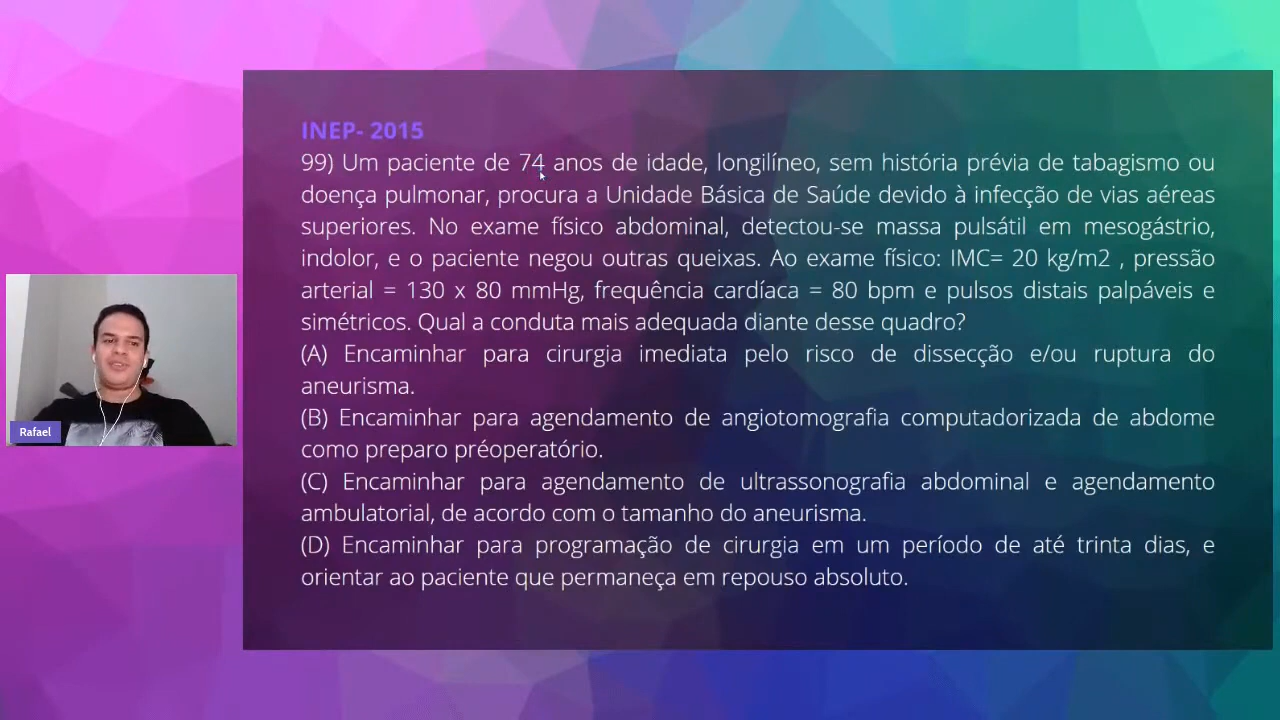 INEP- 2015
99) Um paciente de 74 anos de idade, longilíneo, sem história prévia de tabagismo ou
doença pulmonar, procura a Unidade Básica de Saúde devido à infecção de vias aéreas
superiores. No exame físico abdominal, detectou-se massa pulsátil em mesogástrio,
indolor, e o paciente negou outras queixas. Ao exame físico: IMC= 20 kg/m2 , pressão
arterial = 130 x 80 mmHg, frequência cardíaca = 80 bpm e pulsos distais palpáveis e
simétricos. Qual a conduta mais adequada diante desse quadro?
(A) Encaminhar para cirurgia imediata pelo risco de dissecção e/ou ruptura do
aneurisma.
(B) Encaminhar para agendamento de angiotomografia computadorizada de abdome
como preparo préoperatório.
(C) Encaminhar para agendamento de ultrassonografia abdominal e agendamento
ambulatorial, de acordo com o tamanho do aneurisma.
(D) Encaminhar para programação de cirurgia em um período de até trinta dias, e
orientar ao paciente que permaneça em repouso absoluto.
Rafael